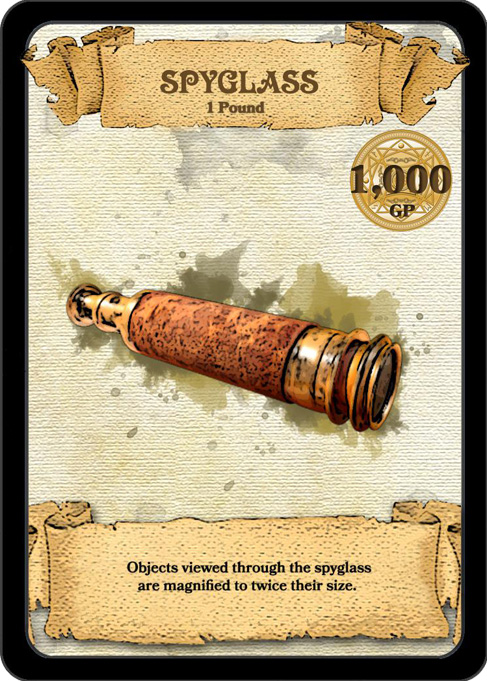 SPYGLASS
1 Pound
1,000
GP
Objects viewed through the spyglass
are magnified to twice their size.